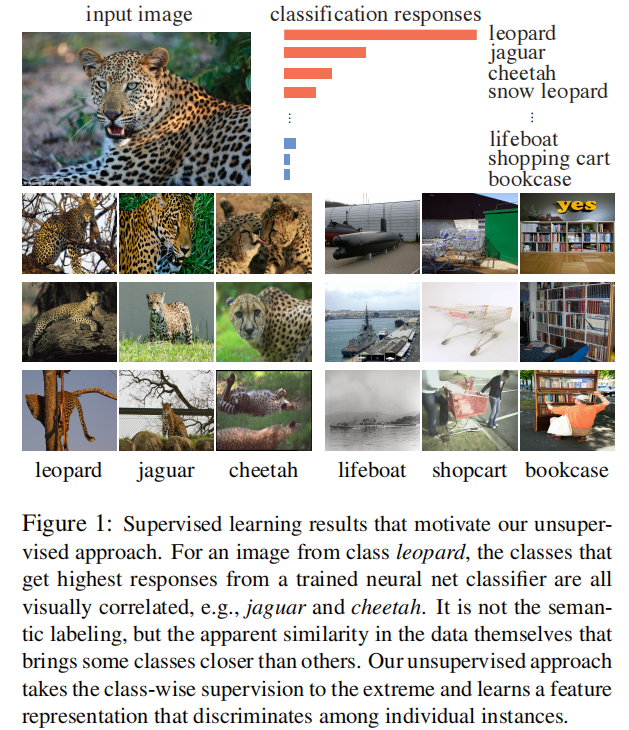 input image
classification responses
leopard
jaguar
cheetah
snow leopard
⋮ ⋮
lifeboat
shopping cart
bookcase
yes
leopard jaguar cheetah lifeboat shopcart bookcase
Figure 1: Supervised learning results that motivate our unsuper-
vised approach. For an image from class leopard, the classes that
get highest responses from a trained neural net classifier are all
visually correlated, e.g., jaguar and cheetah. It is not the seman-
tic labeling, but the apparent similarity in the data themselves that
brings some classes closer than others. Our unsupervised approach
takes the class-wise supervision to the extreme and learns a feature
representation that discriminates among individual instances.